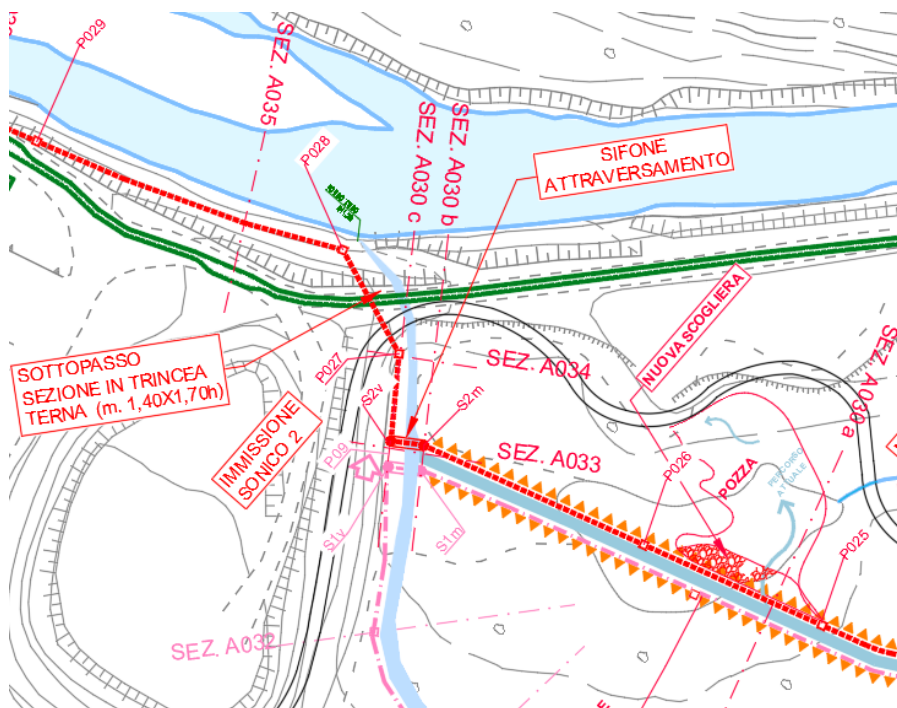 P029
SEZ. A035
P028
SEZ. A030 c
SEZ. A030 b
SIFONE
ATTRAVERSAMENTO
NUOVA SCOGLIERA
SOTTOPASSO
SEZIONE IN TRINCEA
TERNA (m. 1,40X1,70h)
P027
S2v
S2m
SEZ. A034
SEZ. A030 a
IMMISSIONE
SONICO 2
P09
SEZ. A033
P026
POZZA
PERCORSO
ATTUALE
P025
S1v
S1m
SEZ. A032